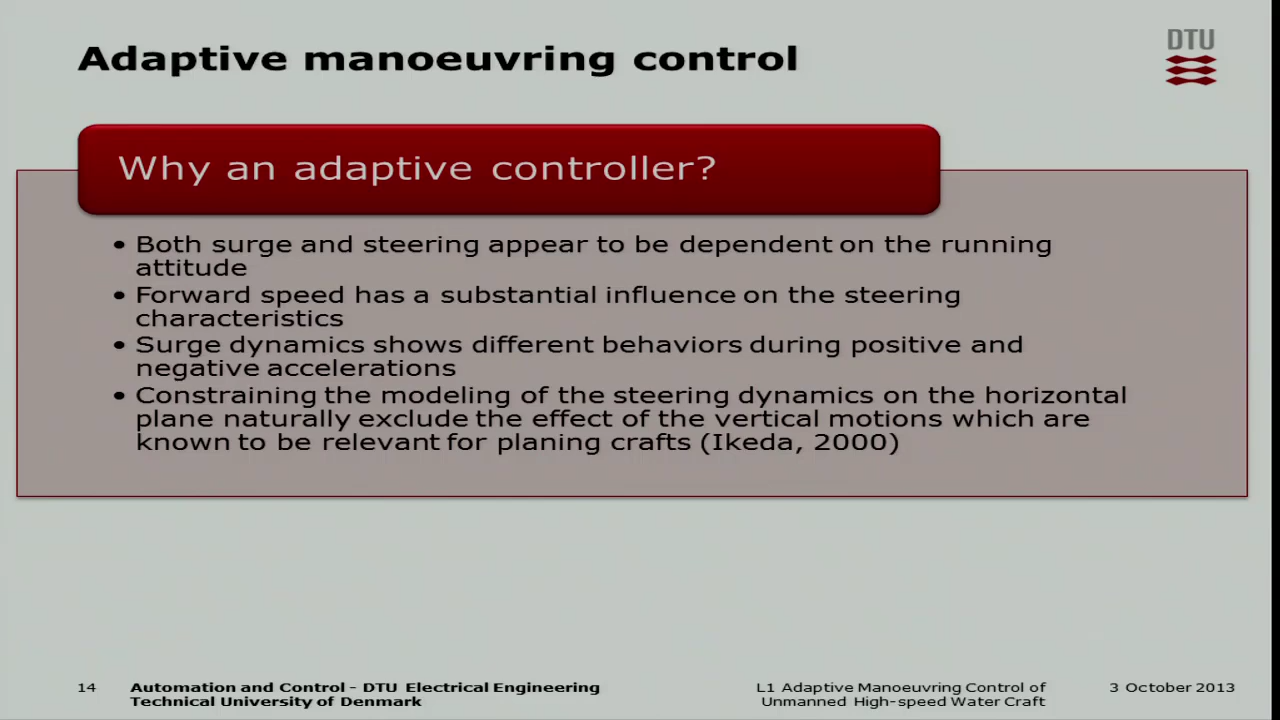 Adaptive manoeuvring control
DTU
Why an adaptive controller?
• Both surge and steering appear to be dependent on the running
attitude
• Forward speed has a substantial influence on the steering
characteristics
• Surge dynamics shows different behaviors during positive and
negative accelerations
• Constraining the modeling of the steering dynamics on the horizontal
plane naturally exclude the effect of the vertical motions which are
known to be relevant for planing crafts (Ikeda, 2000)
14
Automation and Control - DTU Electrical Engineering
Technical University of Denmark
L1 Adaptive Manoeuvring Control of
Unmanned High-speed Water Craft
3 October 2013